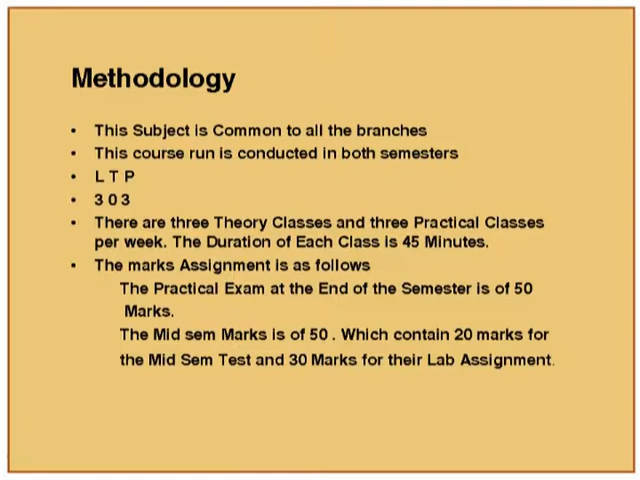 Methodology
• This Subject is Common to all the branches
• This course run is conducted in both semesters
• L T P
• 3 0 3
• There are three Theory Classes and three Practical Classes
per week. The Duration of Each Class is 45 Minutes.
• The marks Assignment is as follows
The Practical Exam at the End of the Semester is of 50
Marks.
The Mid sem Marks is of 50 . Which contain 20 marks for
the Mid Sem Test and 30 Marks for their Lab Assignment.